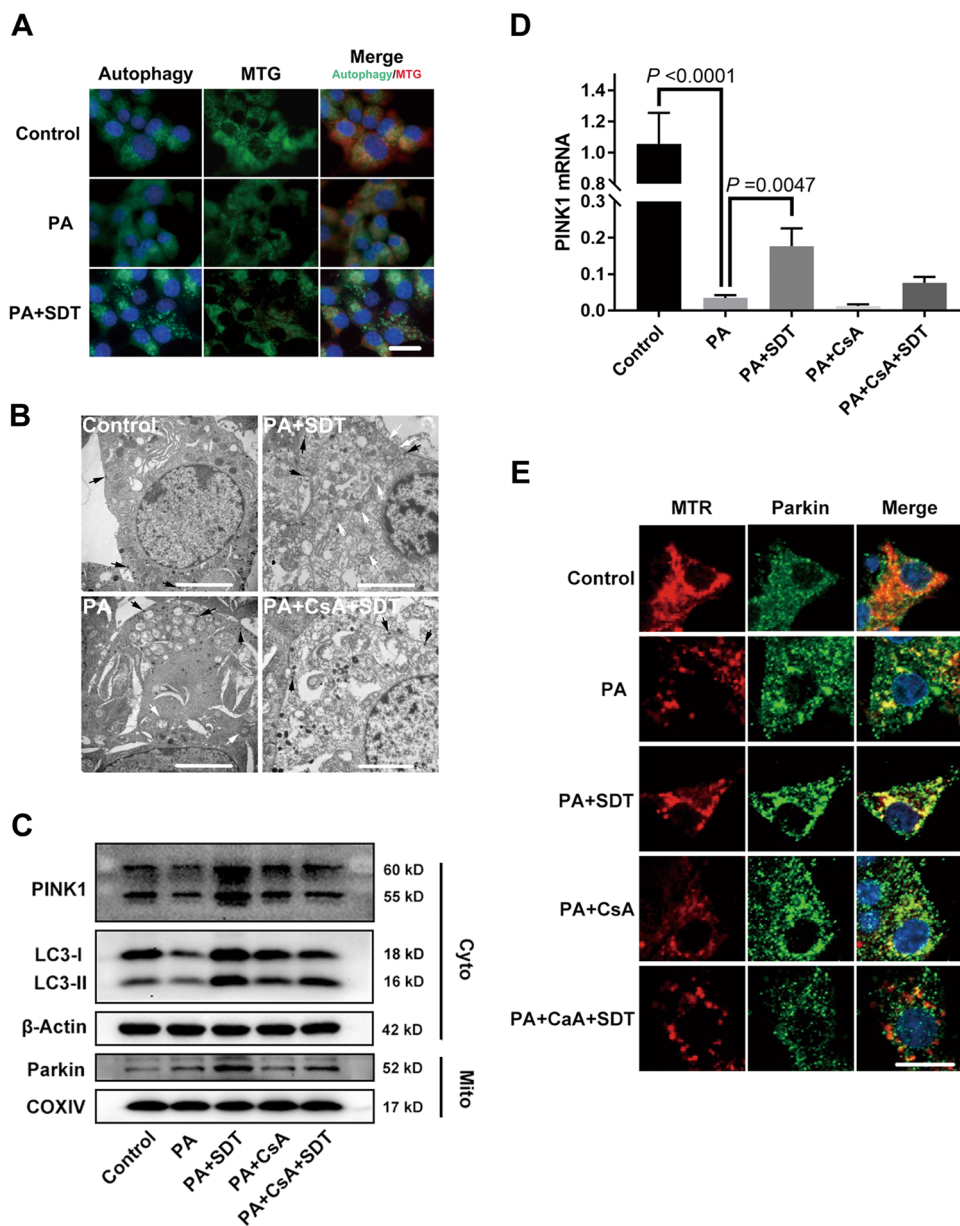 A
Autophagy
MTG
Merge
Autophagy/MTG
Control
PA
PA+SDT
B
Control
PA+SDT
PA
PA+CsA+SDT
C
PINK1
60 kD
55 kD
LC3-I
18 kD
LC3-II
16 kD
β-Actin
42 kD
Cyto
Parkin
52 kD
COXIV
17 kD
Mito
Control
PA
PA+SDT
PA+CsA
PA+CsA+SDT
D
PINK1 mRNA
1.4
1.2
1.0
0.8
0.3
0.2
0.1
0.0
P <0.0001
P =0.0047
Control
PA
PA+SDT
PA+CsA
PA+CsA+SDT
E
MTR
Parkin
Merge
Control
PA
PA+SDT
PA+CsA
PA+CaA+SDT